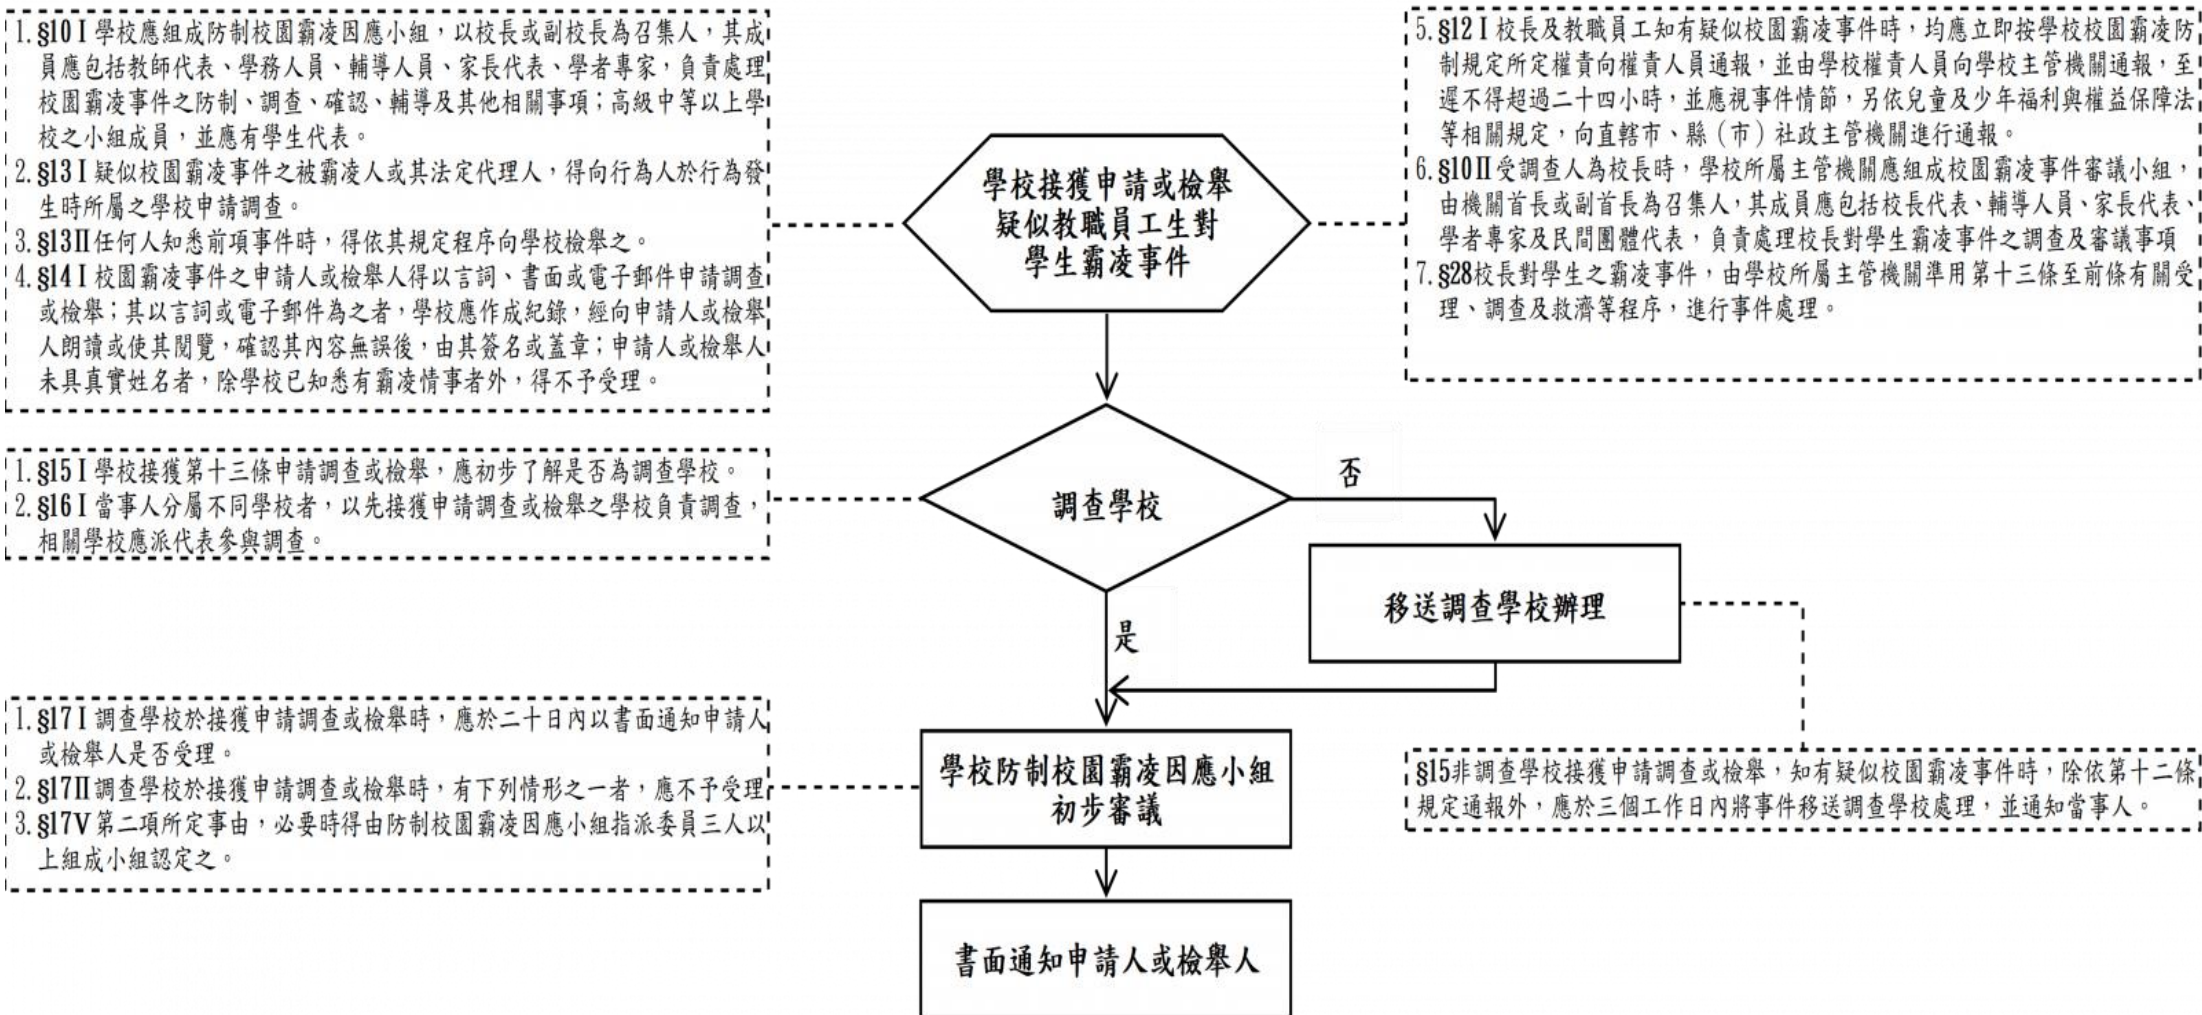 1. §10 I 學校應組成防制校園霸凌因應小組，以校長或副校長為召集人，其成
員應包括教師代表、學務人員、輔導人員、家長代表、學者專家，負責處理
校園霸凌事件之防制、調查、確認、輔導及其他相關事項；高級中等以上學
校之小組成員，並應有學生代表。
2. §13 I 疑似校園霸凌事件之被霸凌人或其法定代理人，得向行為人於行為發
生時所屬之學校申請調查。
3. §13II任何人知悉前項事件時，得依其規定程序向學校檢舉之。
4. §14 I 校園霸凌事件之申請人或檢舉人得以言詞、書面或電子郵件申請調查
或檢舉；其以言詞或電子郵件為之者，學校應作成紀錄，經向申請人或檢舉
人朗讀或使其閱覽，確認其內容無誤後，由其簽名或蓋章；申請人或檢舉人
未具真實姓名者，除學校已知悉有霸凌情事者外，得不予受理。
學校接獲申請或檢舉
疑似教職員工生對
學生霸凌事件
5. §12 I 校長及教職員工知有疑似校園霸凌事件時，均應立即按學校校園霸凌防
制規定所定權責向權責人員通報，並由學校權責人員向學校主管機關通報，至
遲不得超過二十四小時，並應視事件情節，另依兒童及少年福利與權益保障法
等相關規定，向直轄市、縣（市）社政主管機關進行通報。
6. §10II受調查人為校長時，學校所屬主管機關應組成校園霸凌事件審議小組，
由機關首長或副首長為召集人，其成員應包括校長代表、輔導人員、家長代表、
學者專家及民間團體代表，負責處理校長對學生霸凌事件之調查及審議事項
7. §28校長對學生之霸凌事件，由學校所屬主管機關準用第十三條至前條有關受
理、調查及救濟等程序，進行事件處理。
1. §15 I 學校接獲第十三條申請調查或檢舉，應初步了解是否為調查學校。
2. §16 I 當事人分屬不同學校者，以先接獲申請調查或檢舉之學校負責調查，
相關學校應派代表參與調查。
調查學校
否
移送調查學校辦理
是
1. §17 I 調查學校於接獲申請調查或檢舉時，應於二十日內以書面通知申請人
或檢舉人是否受理。
2. §17II調查學校於接獲申請調查或檢舉時，有下列情形之一者，應不予受理
3. §17V 第二項所定事由，必要時得由防制校園霸凌因應小組指派委員三人以
上組成小組認定之。
學校防制校園霸凌因應小組
初步審議
§15非調查學校接獲申請調查或檢舉，知有疑似校園霸凌事件時，除依第十二條
規定通報外，應於三個工作日內將事件移送調查學校處理，並通知當事人。
書面通知申請人或檢舉人